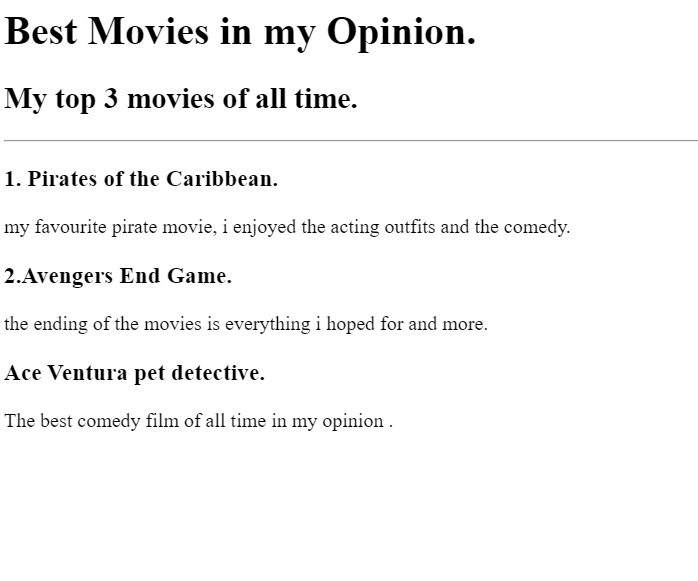 Best Movies in my Opinion.
My top 3 movies of all time.
1. Pirates of the Caribbean.
my favourite pirate movie, i enjoyed the acting outfits and the comedy.
2.Avengers End Game.
the ending of the movies is everything i hoped for and more.
Ace Ventura pet detective.
The best comedy film of all time in my opinion .